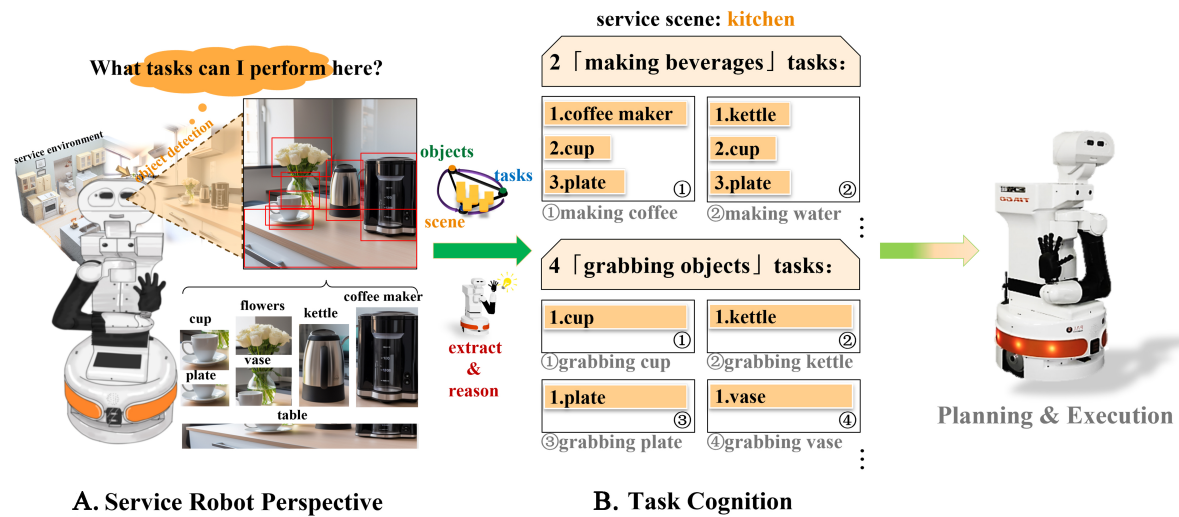 What tasks can I perform here?
service environment
object detection
cup
flowers
kettle
coffee maker
plate
vase
table
A. Service Robot Perspective
objects
tasks
scene
extract
&
reason
service scene: kitchen
2「making beverages」tasks:
1.coffee maker
2.cup
3.plate
①
①making coffee
1.kettle
2.cup
3.plate
②
②making water
⋮
4「grabbing objects」tasks:
1.cup
①
①grabbing cup
1.kettle
②
②grabbing kettle
1.plate
③
③grabbing plate
1.vase
④
④grabbing vase
⋮
B. Task Cognition
Planning & Execution